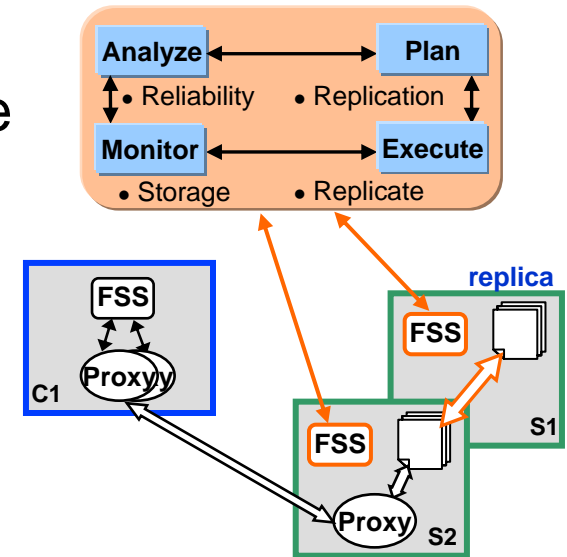 Analyze Plan
e
• Reliability • Replication
Monitor Execute
• Storage • Replicate
replica
FSS
FSS
Proxy y
C1
S1
FSS
Proxy
S2